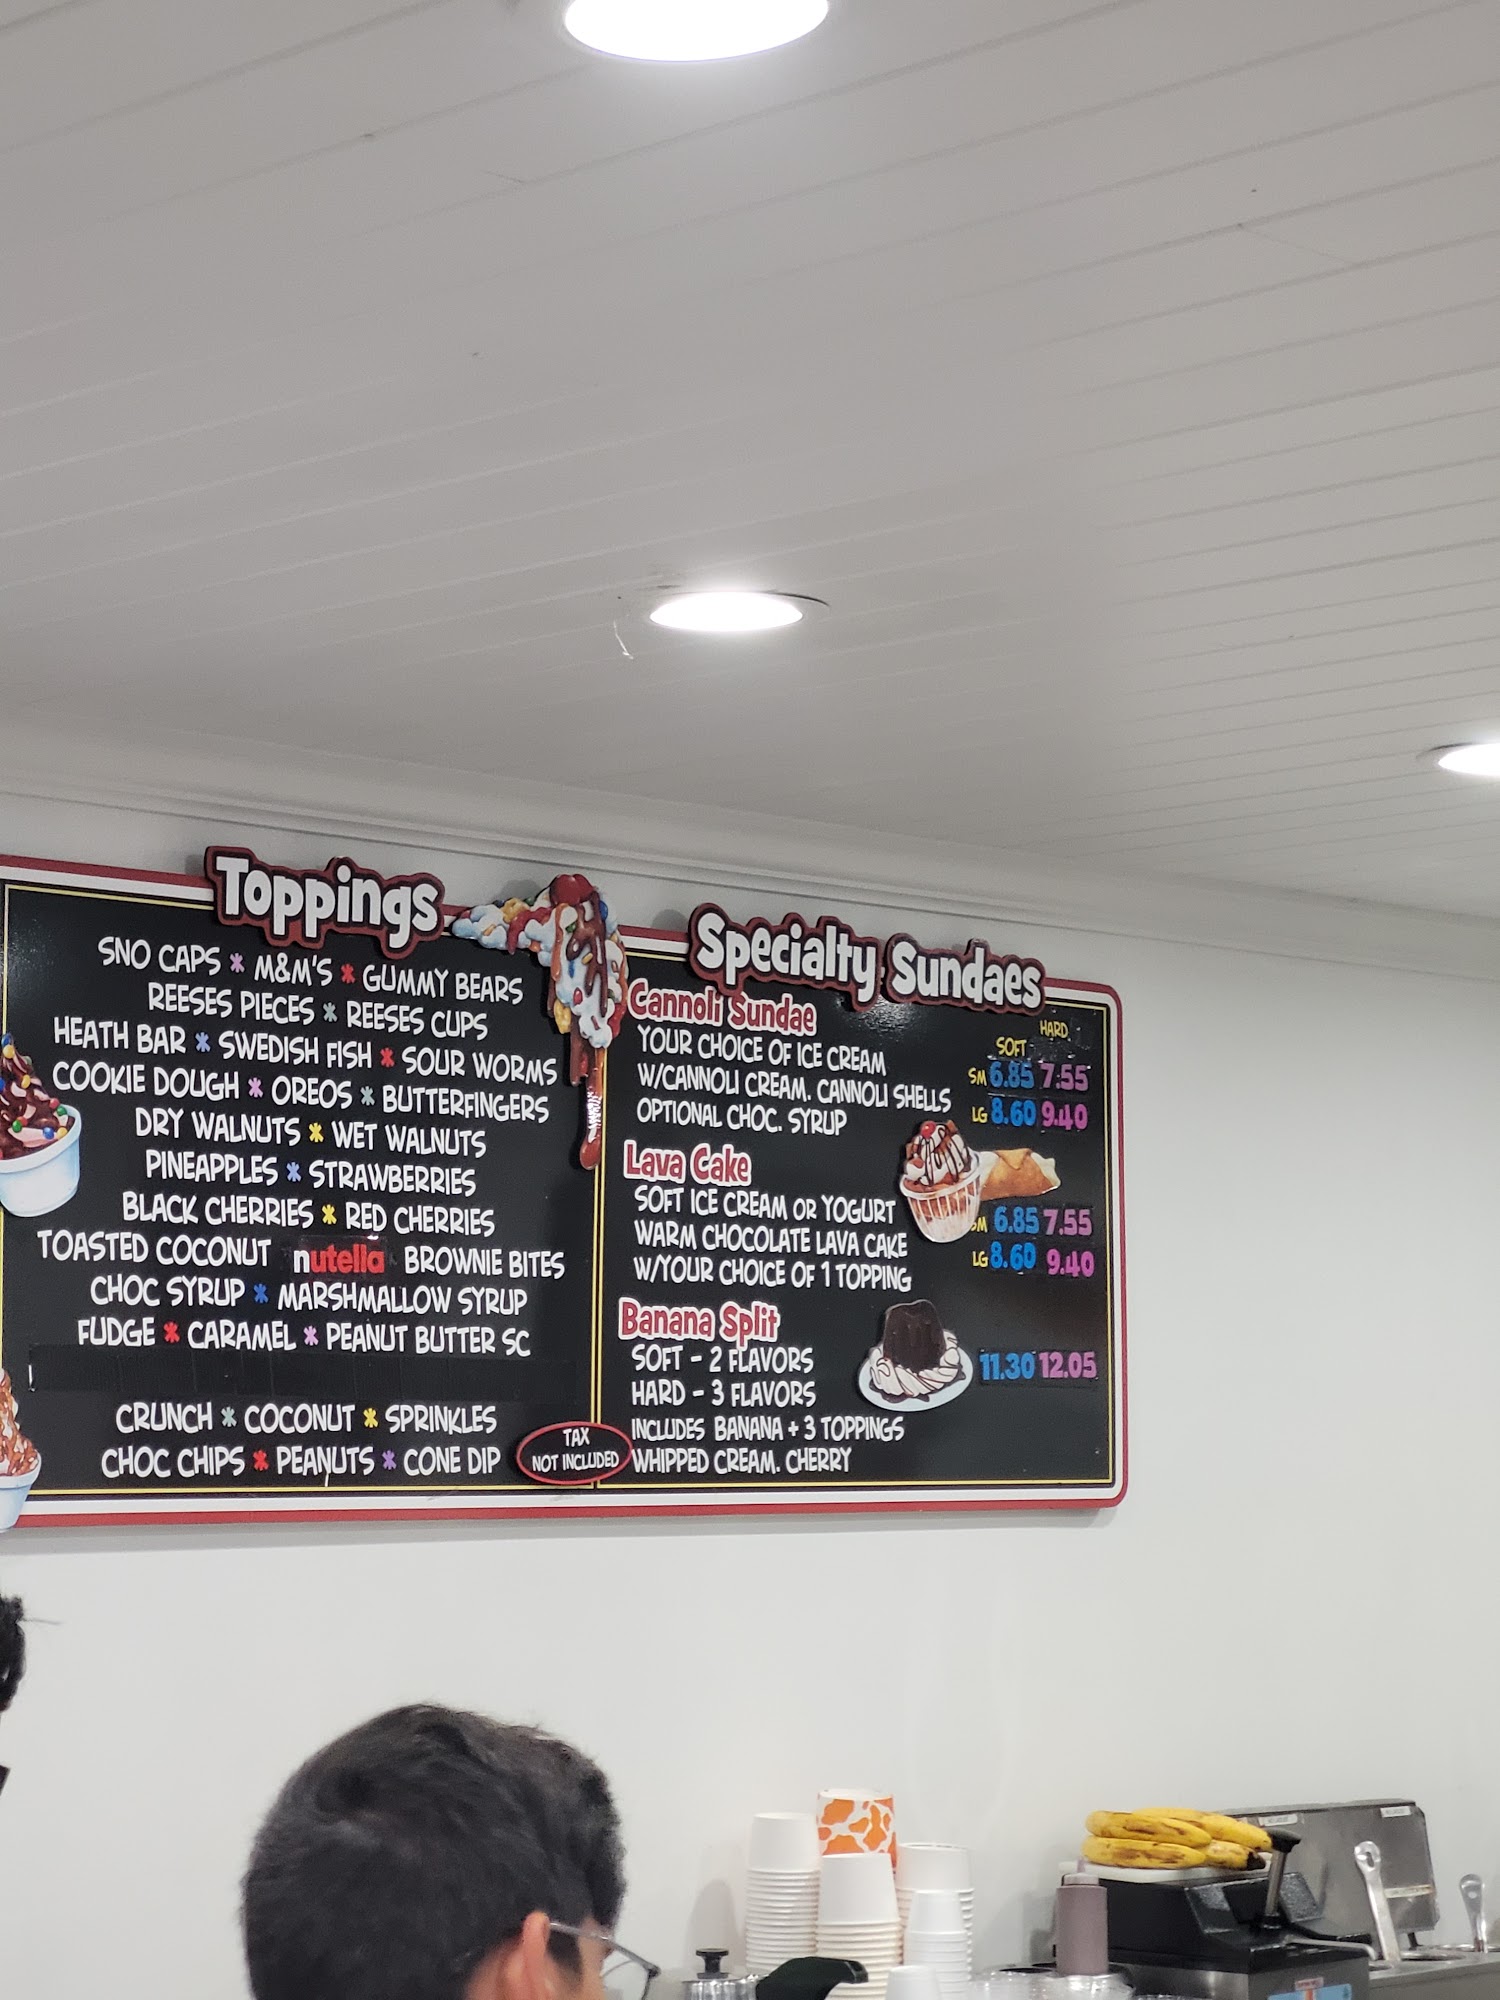 Toppings
SNO CAPS * M&M'S * GUMMY BEARS
REESES PIECES * REESES CUPS
HEATH BAR * SWEDISH FISH * SOUR WORMS
COOKIE DOUGH * OREOS * BUTTERFINGERS
DRY WALNUTS * WET WALNUTS
PINEAPPLES * STRAWBERRIES
BLACK CHERRIES * RED CHERRIES
TOASTED COCONUT nutella BROWNIE BITES
CHOC SYRUP * MARSHMALLOW SYRUP
FUDGE * CARAMEL * PEANUT BUTTER SC
CRUNCH * COCONUT * SPRINKLES
CHOC CHIPS * PEANUTS * CONE DIP
TAX
NOT INCLUDED
Specialty Sundaes
SOFT HARD
Cannoli Sundae
YOUR CHOICE OF ICE CREAM
W/CANNOLI CREAM. CANNOLI SHELLS
OPTIONAL CHOC. SYRUP
SM 6.85 7.55
LG 8.60 9.40
Lava Cake
SOFT ICE CREAM OR YOGURT
WARM CHOCOLATE LAVA CAKE
W/YOUR CHOICE OF 1 TOPPING
SM 6.85 7.55
LG 8.60 9.40
Banana Split
SOFT - 2 FLAVORS
HARD - 3 FLAVORS
INCLUDES BANANA + 3 TOPPINGS
WHIPPED CREAM. CHERRY
11.30 12.05